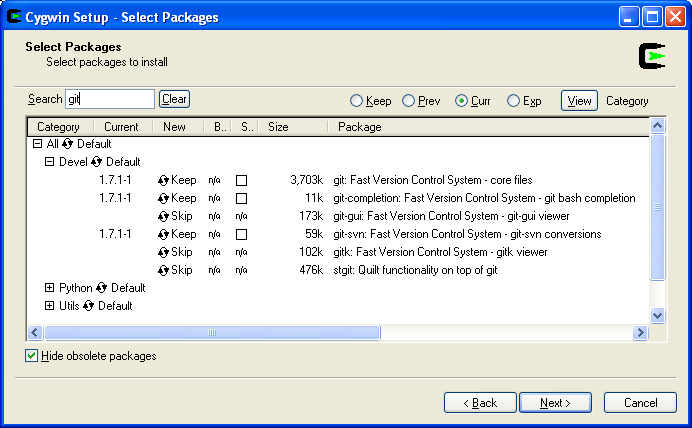 Cygwin Setup - Select Packages
Select Packages
Select packages to install
Search git Clear Keep Prev Curr Exp View Category
Category Current New B.. S.. Size Package
All Default
Devel Default
1.7.1-1 Keep n/a 3,703k git: Fast Version Control System - core files
1.7.1-1 Keep n/a 11k git-completion: Fast Version Control System - git bash completion
Skip n/a n/a 173k git-gui: Fast Version Control System - git-gui viewer
1.7.1-1 Keep n/a 59k git-svn: Fast Version Control System - git-svn conversions
Skip n/a n/a 102k gitk: Fast Version Control System - gitk viewer
Skip n/a n/a 476k stgit: Quilt functionality on top of git
Python Default
Utils Default
Hide obsolete packages
< Back Next > Cancel